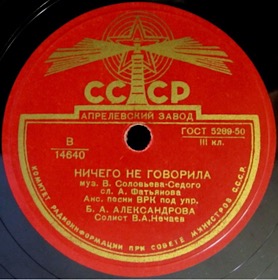 СССР
АПРЕЛЕВСКИЙ ЗАВОД
ГОСТ 5289-50
III кл.
В
14640
НИЧЕГО НЕ ГОВОРИЛА
муз. В. Соловьева-Седого
сл. А. Фатьянова
Анс. песни ВРК под упр.
Б. А. АЛЕКСАНДРОВА
Солист В.А.Нечаев
КОМИТЕТ РАДИОИНФОРМАЦИИ ПРИ СОВЕТЕ МИНИСТРОВ СССР.